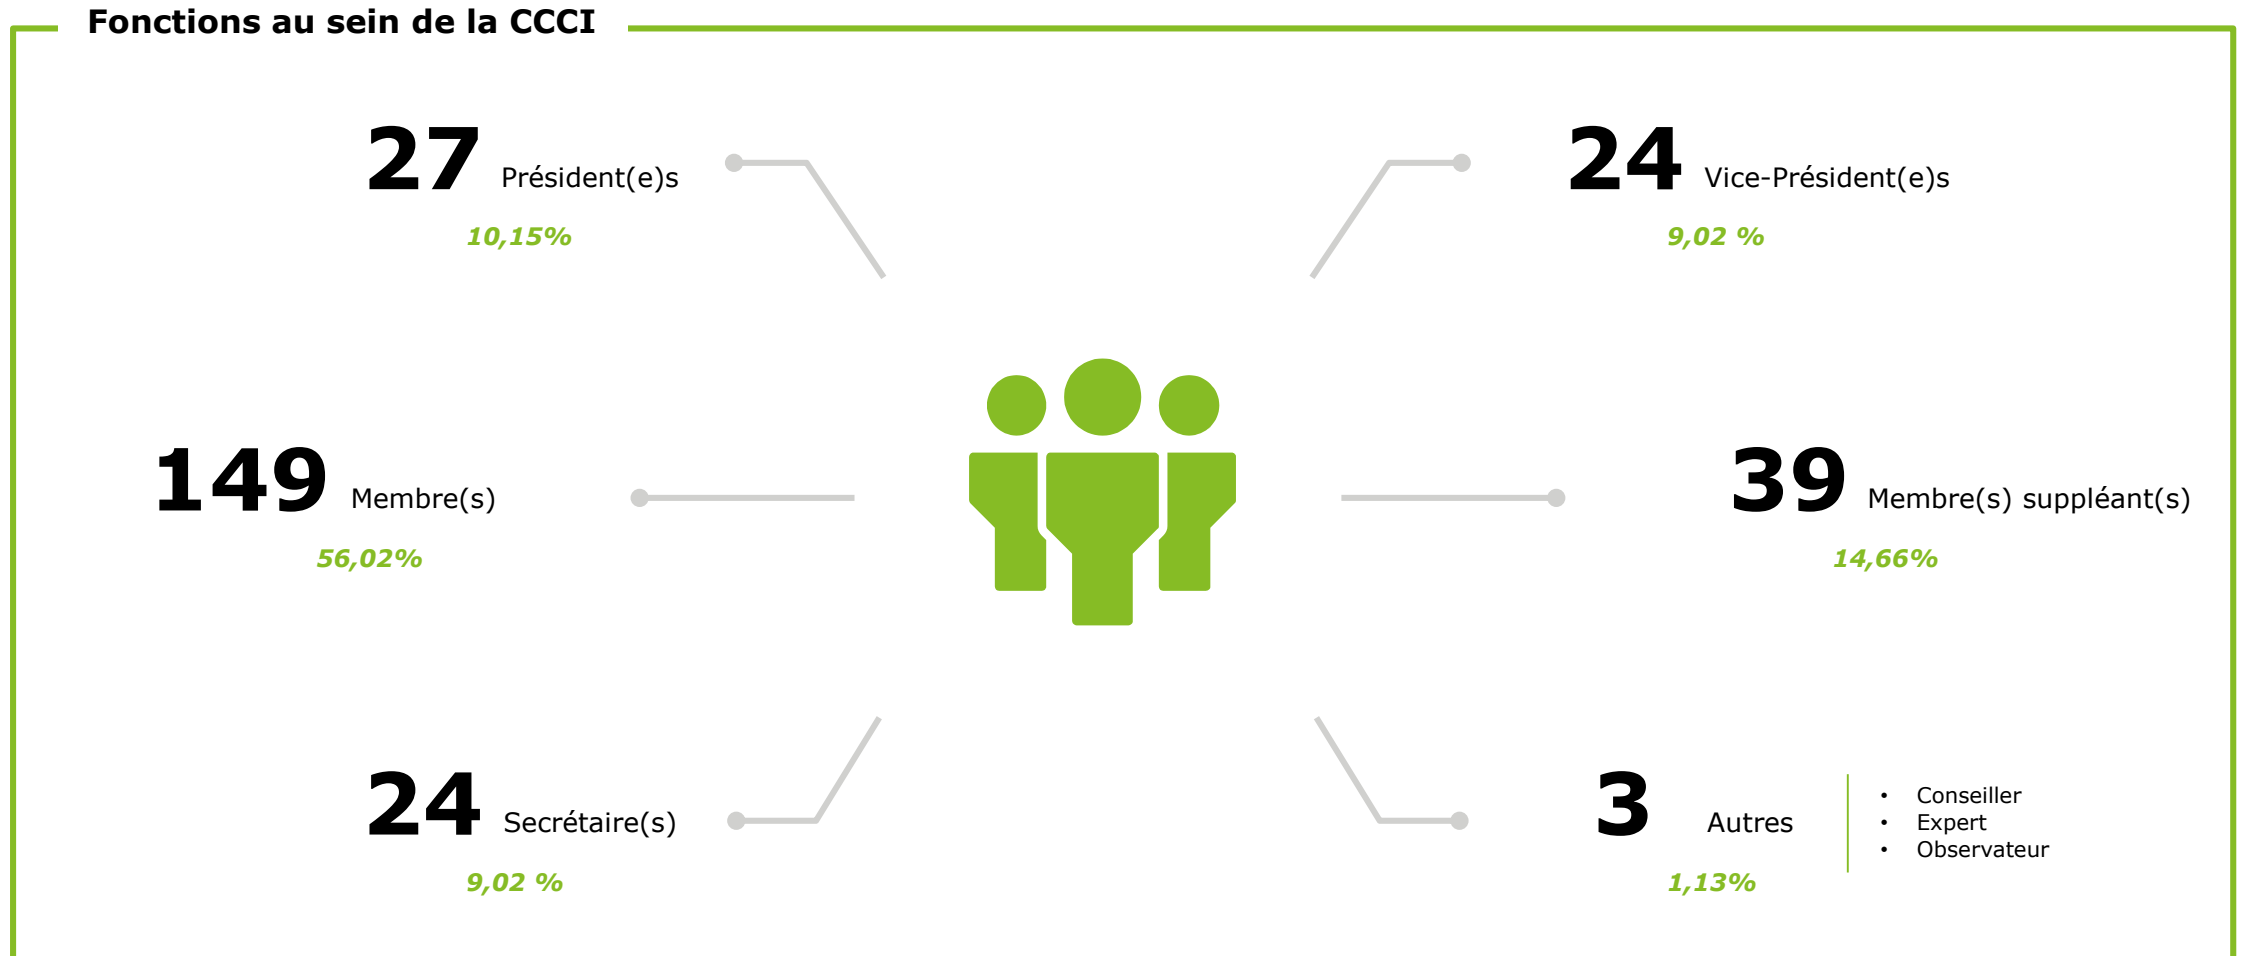 Fonctions au sein de la CCCI
27 Président(e)s
10,15%
24 Vice-Président(e)s
9,02 %
149 Membre(s)
56,02%
39 Membre(s) suppléant(s)
14,66%
24 Secrétaire(s)
9,02 %
3 Autres
1,13%
• Conseiller
• Expert
• Observateur